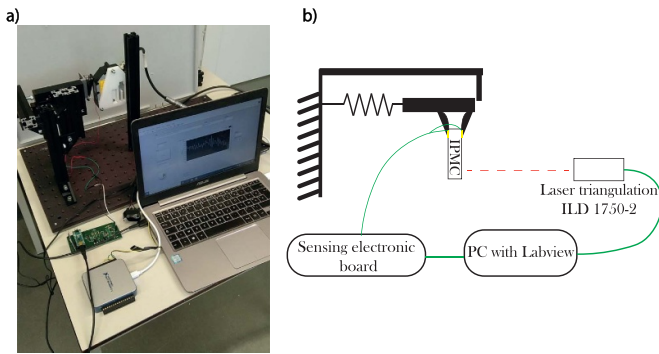 a)
b)
IPMC
Laser triangulation
ILD 1750-2
Sensing electronic
board
PC with Labview